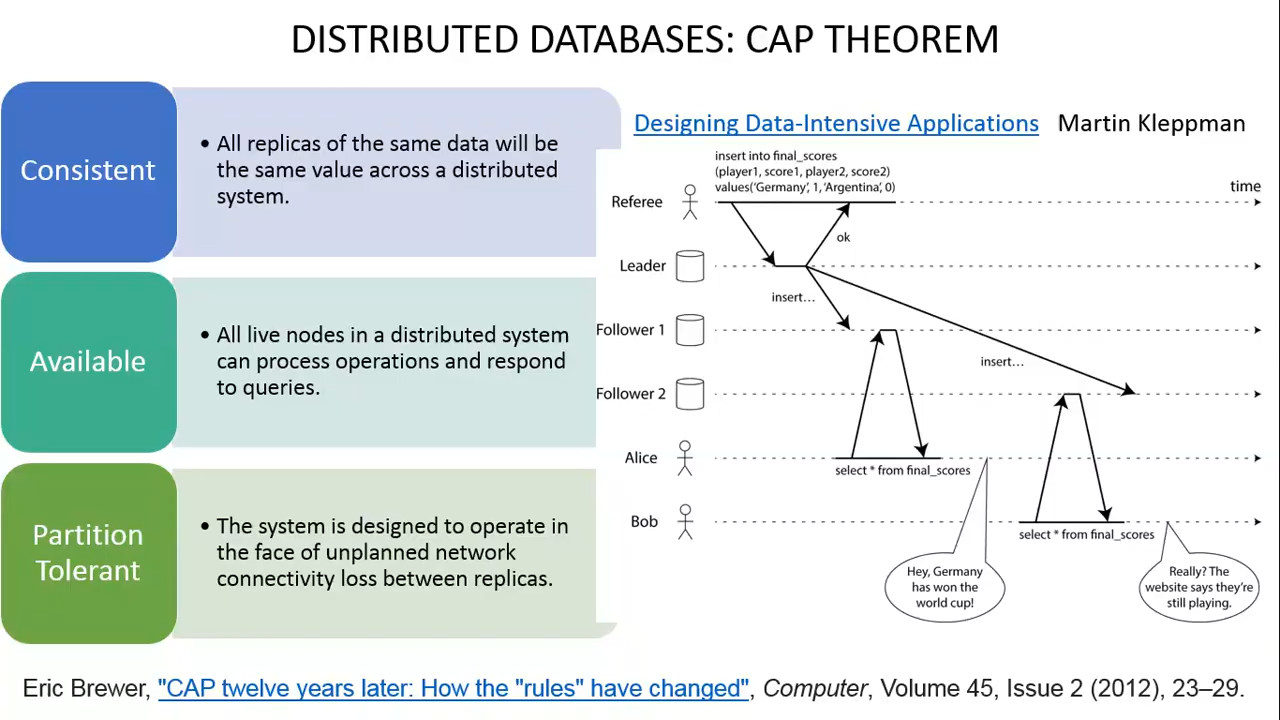 DISTRIBUTED DATABASES: CAP THEOREM
Consistent
• All replicas of the same data will be
the same value across a distributed
system.
Available
• All live nodes in a distributed system
can process operations and respond
to queries.
Partition
Tolerant
• The system is designed to operate in
the face of unplanned network
connectivity loss between replicas.
Designing Data-Intensive Applications Martin Kleppman
insert into final_scores
(player1, score1, player2, score2)
values('Germany', 1, 'Argentina', 0)
time
Referee
ok
Leader
insert...
Follower 1
insert...
Follower 2
Alice
select * from final_scores
Bob
select * from final_scores
Hey, Germany
has won the
world cup!
Really? The
website says they're
still playing.
Eric Brewer, "CAP twelve years later: How the "rules" have changed", Computer, Volume 45, Issue 2 (2012), 23–29.